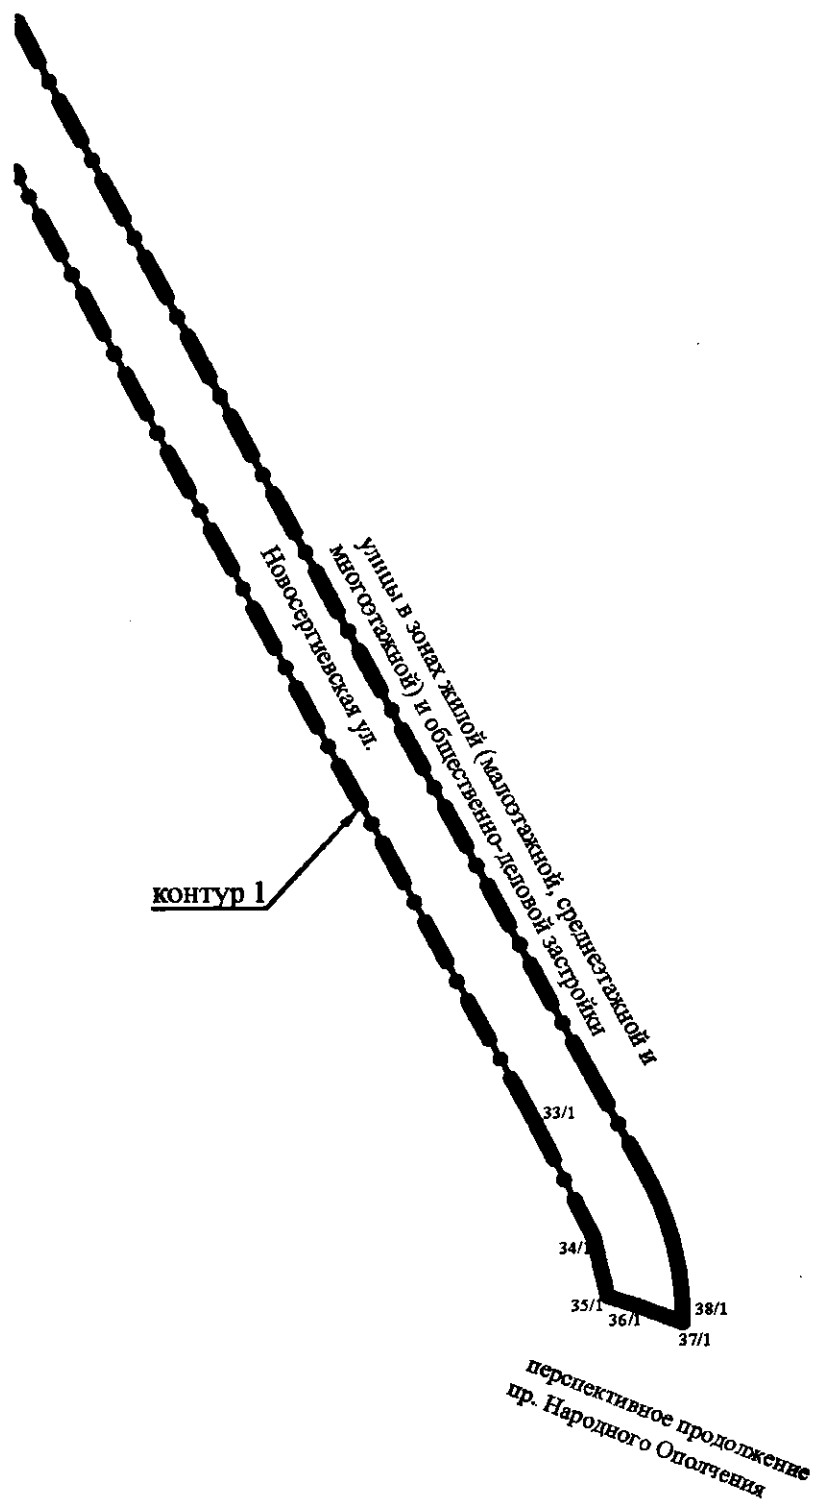 улицы в зонах жилой (малоэтажной, среднеэтажной и
многоэтажной) и общественно-деловой застройки
Новосергиевская ул.
контур 1
33/1
34/1
35/1
36/1
38/1
37/1
перспективное продолжение
пр. Народного Ополчения